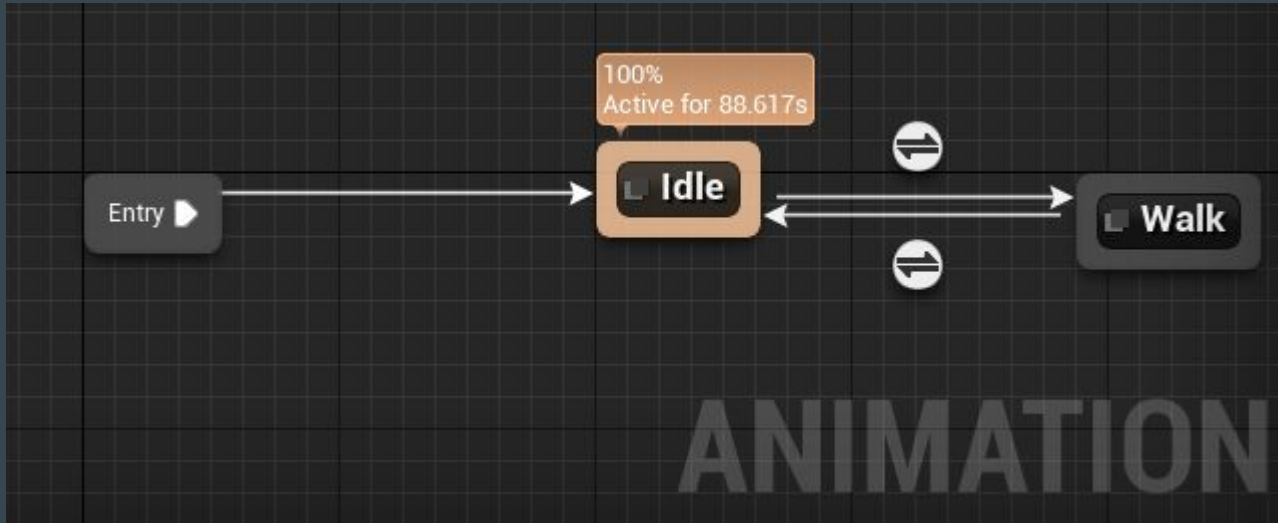 100%
Active for 88.617s
Entry
Idle
Walk
ANIMATION